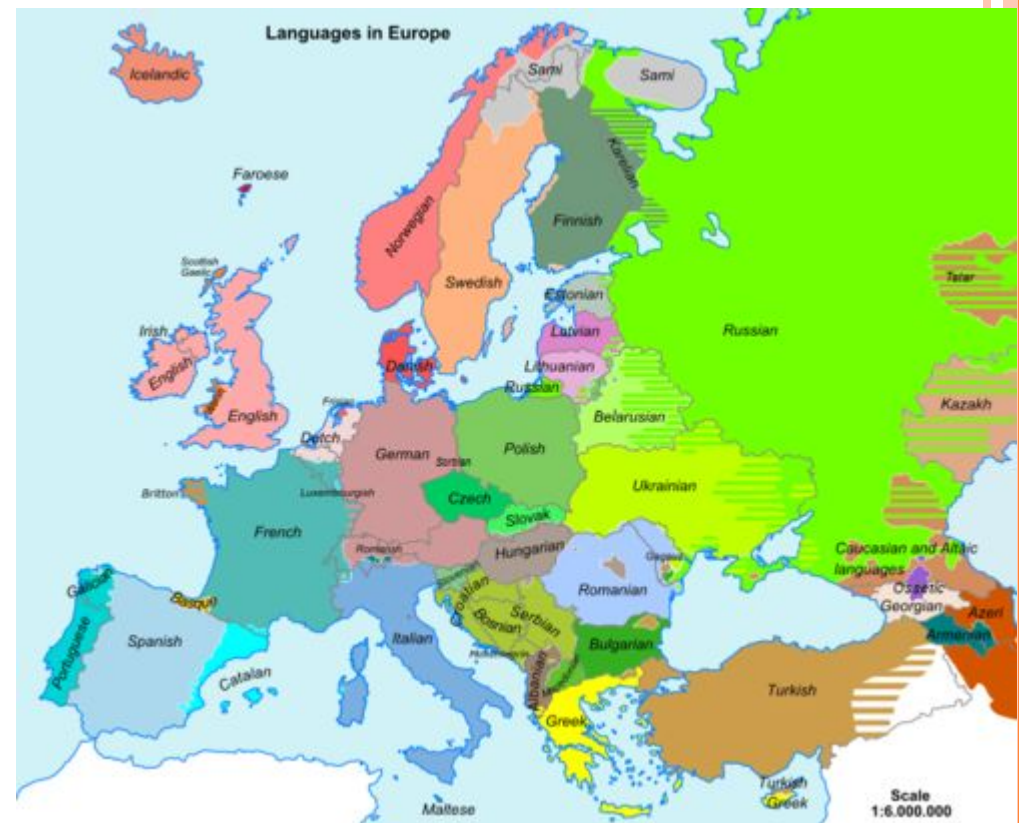 Languages in Europe
Icelandic
Sami
Sami
Faroese
Karelian
Norwegian
Finnish
Scottish
Gaelic
Swedish
Estonian
Tatar
Irish
English
Latvian
Russian
Danish
Lithuanian
Russian
Kazakh
Welsh
English
Frisian
Belarusian
Dutch
German
Polish
Sorbian
Ukrainian
Britton
Luxembourgish
Czech
French
Slovak
Romansh
Hungarian
Gagauz
Caucasian and Altaic
languages
Slovenian
Romanian
Ossetic
Galician
Basque
Croatian
Georgian
Azeri
Bosnian
Serbian
Portuguese
Spanish
Italian
Bulgarian
Armenian
Catalan
Albanian
Macedonian
Turkish
Greek
Maltese
Turkish
Greek
Scale
1:6.000.000